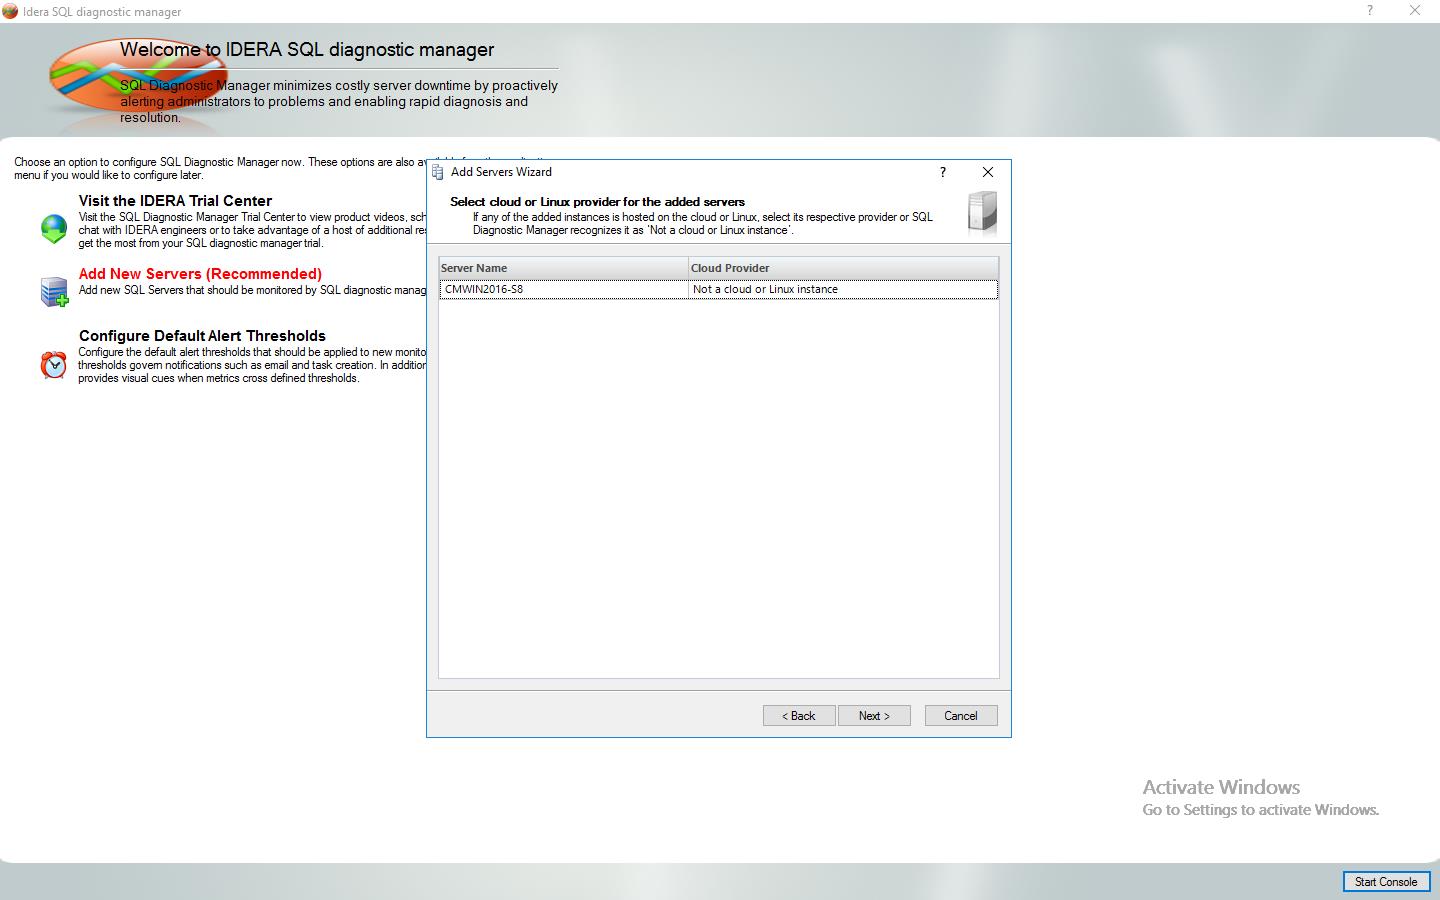 Idera SQL diagnostic manager
?
Welcome to IDERA SQL diagnostic manager
SQL Diagnostic Manager minimizes costly server downtime by proactively
alerting administrators to problems and enabling rapid diagnosis and
resolution.
Choose an option to configure SQL Diagnostic Manager now. These options are also
menu if you would like to configure later.
Visit the IDERA Trial Center
Visit the SQL Diagnostic Manager Trial Center to view product videos, sch
chat with IDERA engineers or to take advantage of a host of additional res
get the most from your SQL diagnostic manager trial.
Add New Servers (Recommended)
Add new SQL Servers that should be monitored by SQL diagnostic manag
Configure Default Alert Thresholds
Configure the default alert thresholds that should be applied to new monito
thresholds govern notifications such as email and task creation. In addition
provides visual cues when metrics cross defined thresholds.
Add Servers Wizard
?
Select cloud or Linux provider for the added servers
If any of the added instances is hosted on the cloud or Linux, select its respective provider or SQL
Diagnostic Manager recognizes it as 'Not a cloud or Linux instance'.
Server Name Cloud Provider
CMWIN2016-S8 Not a cloud or Linux instance
< Back Next > Cancel
Activate Windows
Go to Settings to activate Windows.
Start Console